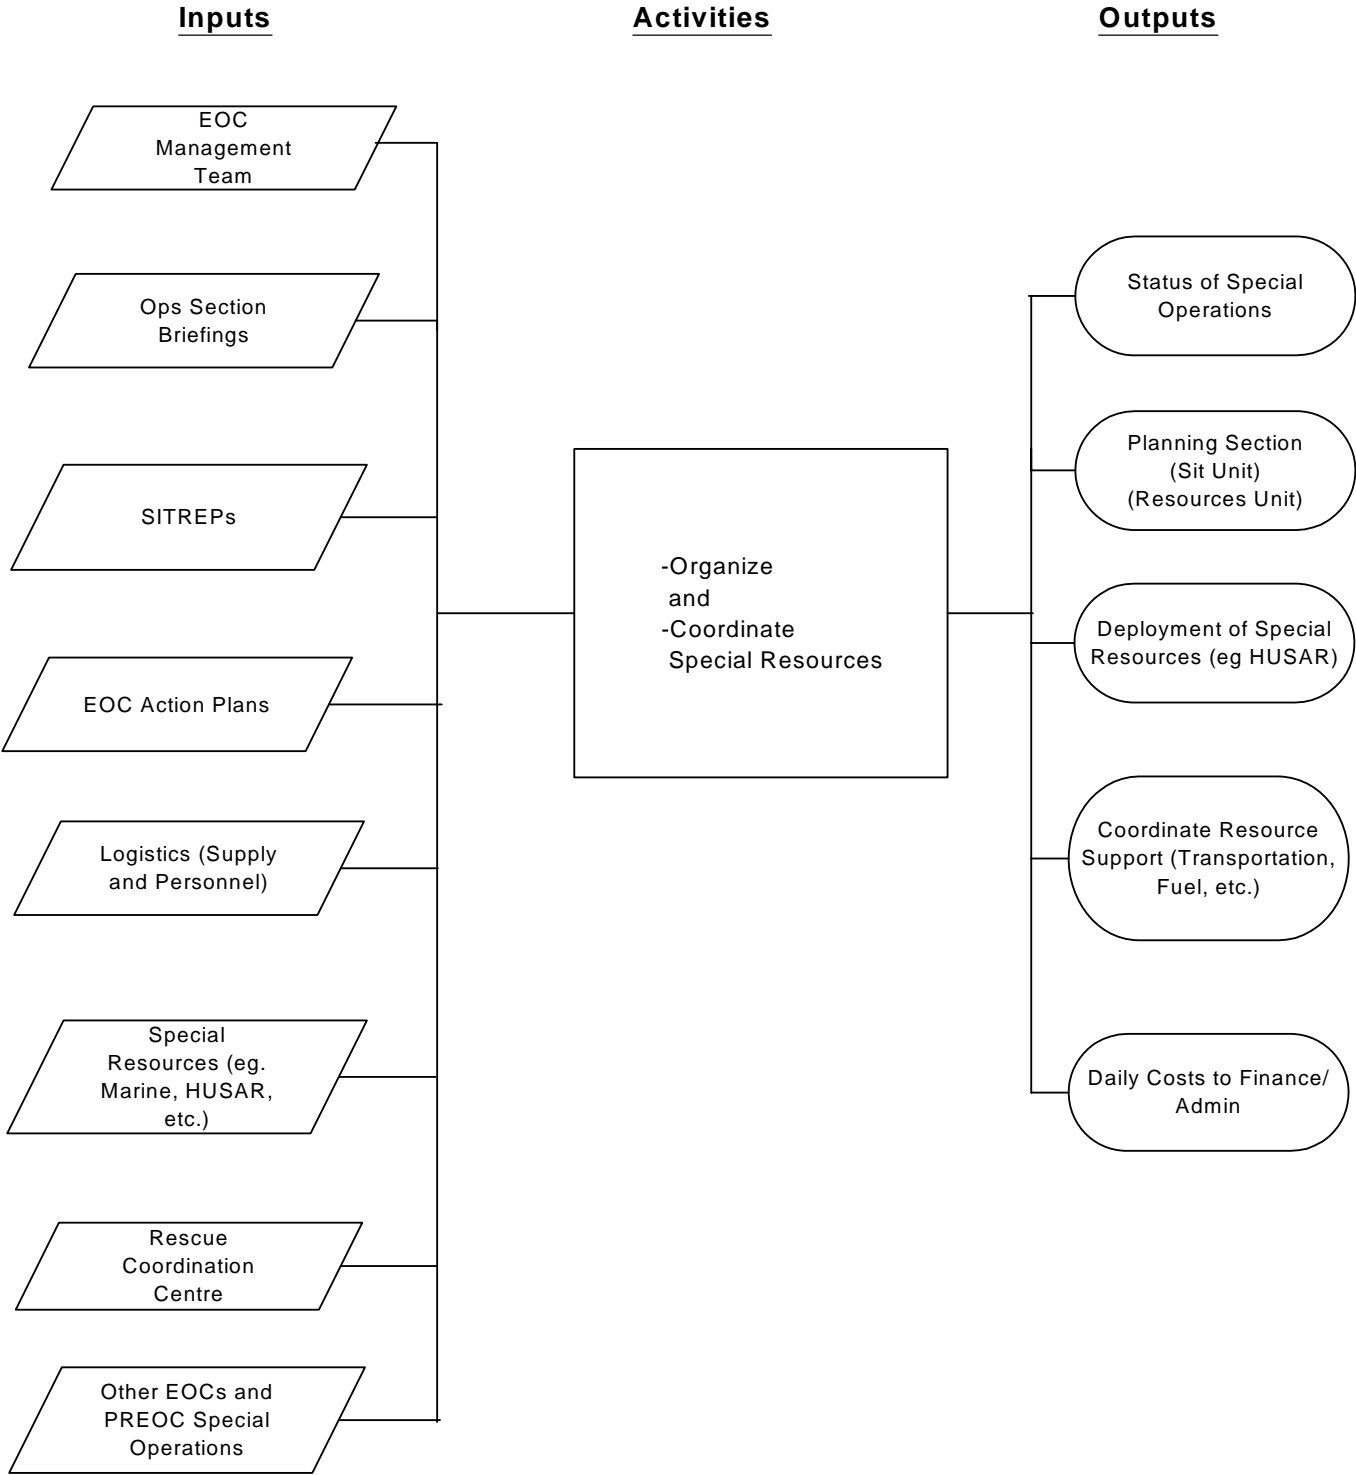 Inputs
Activities
Outputs
EOC
Management
Team
Ops Section
Briefings
SITREPs
EOC Action Plans
Logistics (Supply
and Personnel)
Special
Resources (eg.
Marine, HUSAR,
etc.)
Rescue
Coordination
Centre
Other EOCs and
PREOC Special
Operations
-Organize
and
-Coordinate
Special Resources
Status of Special
Operations
Planning Section
(Sit Unit)
(Resources Unit)
Deployment of Special
Resources (eg HUSAR)
Coordinate Resource
Support (Transportation,
Fuel, etc.)
Daily Costs to Finance/
Admin